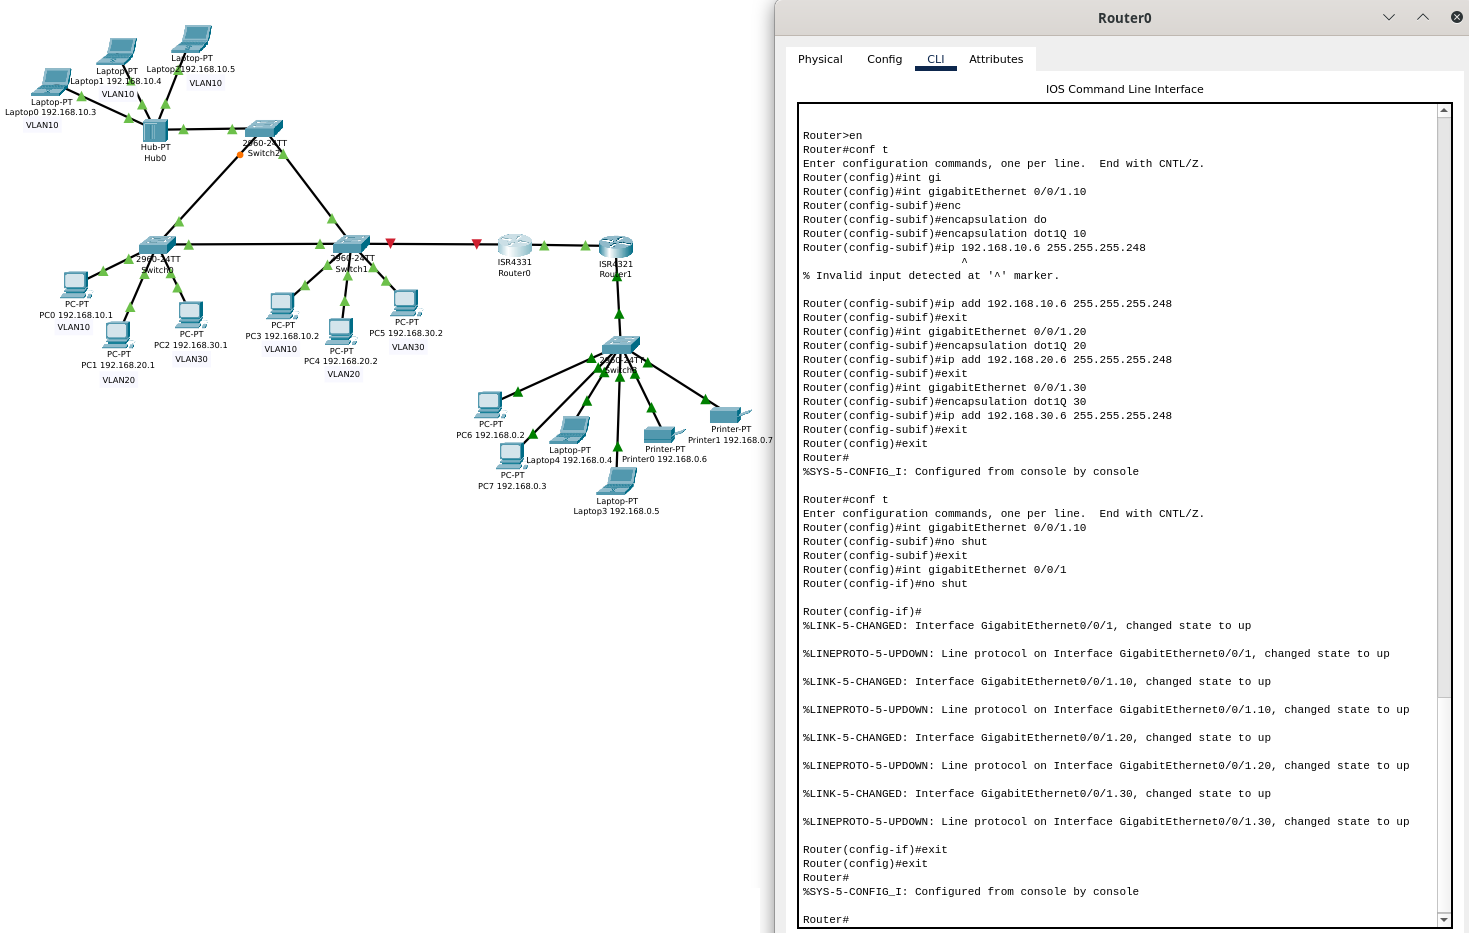 Laptop-PT
Laptop2 192.168.10.5
VLAN10
Laptop-PT
Laptop1 192.168.10.4
VLAN10
Laptop-PT
Laptop0 192.168.10.3
VLAN10
Hub-PT
Hub0
2960-24TT
Switch2
2960-24TT
Switch0
2960-24TT
Switch1
ISR4331
Router0
ISR4321
Router1
PC-PT
PC0 192.168.10.1
VLAN10
PC-PT
PC1 192.168.20.1
VLAN20
PC-PT
PC2 192.168.30.1
VLAN30
PC-PT
PC3 192.168.10.2
VLAN10
PC-PT
PC4 192.168.20.2
VLAN20
PC-PT
PC5 192.168.30.2
VLAN30
2960-24TT
PC-PT
PC6 192.168.0.2
PC-PT
PC7 192.168.0.3
Laptop-PT
Laptop4 192.168.0.4
Laptop-PT
Laptop3 192.168.0.5
Printer-PT
Printer0 192.168.0.6
Printer-PT
Printer1 192.168.0.7
Router0
Physical Config CLI Attributes
IOS Command Line Interface
Router>en
Router#conf t
Enter configuration commands, one per line.  End with CNTL/Z.
Router(config)#int gi
Router(config)#int gigabitEthernet 0/0/1.10
Router(config-subif)#enc
Router(config-subif)#encapsulation do
Router(config-subif)#encapsulation dot1Q 10
Router(config-subif)#ip 192.168.10.6 255.255.255.248
^
% Invalid input detected at '^' marker.
Router(config-subif)#ip add 192.168.10.6 255.255.255.248
Router(config-subif)#exit
Router(config)#int gigabitEthernet 0/0/1.20
Router(config-subif)#encapsulation dot1Q 20
Router(config-subif)#ip add 192.168.20.6 255.255.255.248
Router(config-subif)#exit
Router(config)#int gigabitEthernet 0/0/1.30
Router(config-subif)#encapsulation dot1Q 30
Router(config-subif)#ip add 192.168.30.6 255.255.255.248
Router(config-subif)#exit
Router(config)#exit
Router#
%SYS-5-CONFIG_I: Configured from console by console
Router#conf t
Enter configuration commands, one per line.  End with CNTL/Z.
Router(config)#int gigabitEthernet 0/0/1.10
Router(config-subif)#no shut
Router(config-subif)#exit
Router(config)#int gigabitEthernet 0/0/1
Router(config-if)#no shut
Router(config-if)#
%LINK-5-CHANGED: Interface GigabitEthernet0/0/1, changed state to up
%LINEPROTO-5-UPDOWN: Line protocol on Interface GigabitEthernet0/0/1, changed state to up
%LINK-5-CHANGED: Interface GigabitEthernet0/0/1.10, changed state to up
%LINEPROTO-5-UPDOWN: Line protocol on Interface GigabitEthernet0/0/1.10, changed state to up
%LINK-5-CHANGED: Interface GigabitEthernet0/0/1.20, changed state to up
%LINEPROTO-5-UPDOWN: Line protocol on Interface GigabitEthernet0/0/1.20, changed state to up
%LINK-5-CHANGED: Interface GigabitEthernet0/0/1.30, changed state to up
%LINEPROTO-5-UPDOWN: Line protocol on Interface GigabitEthernet0/0/1.30, changed state to up
Router(config-if)#exit
Router(config)#exit
Router#
%SYS-5-CONFIG_I: Configured from console by console
Router#